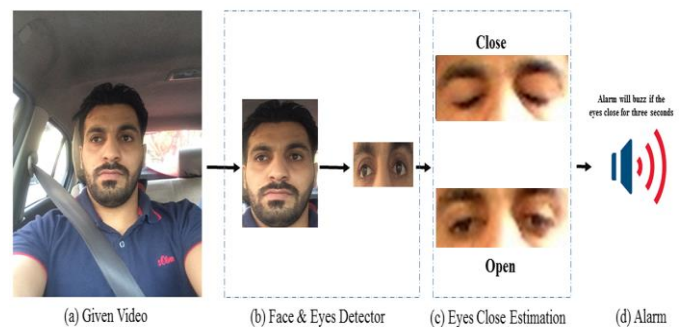 Close
Alarm will buzz if the
eyes close for three seconds
s.Oliver
Open
(a) Given Video
(b) Face & Eyes Detector
(c) Eyes Close Estimation
(d) Alarm